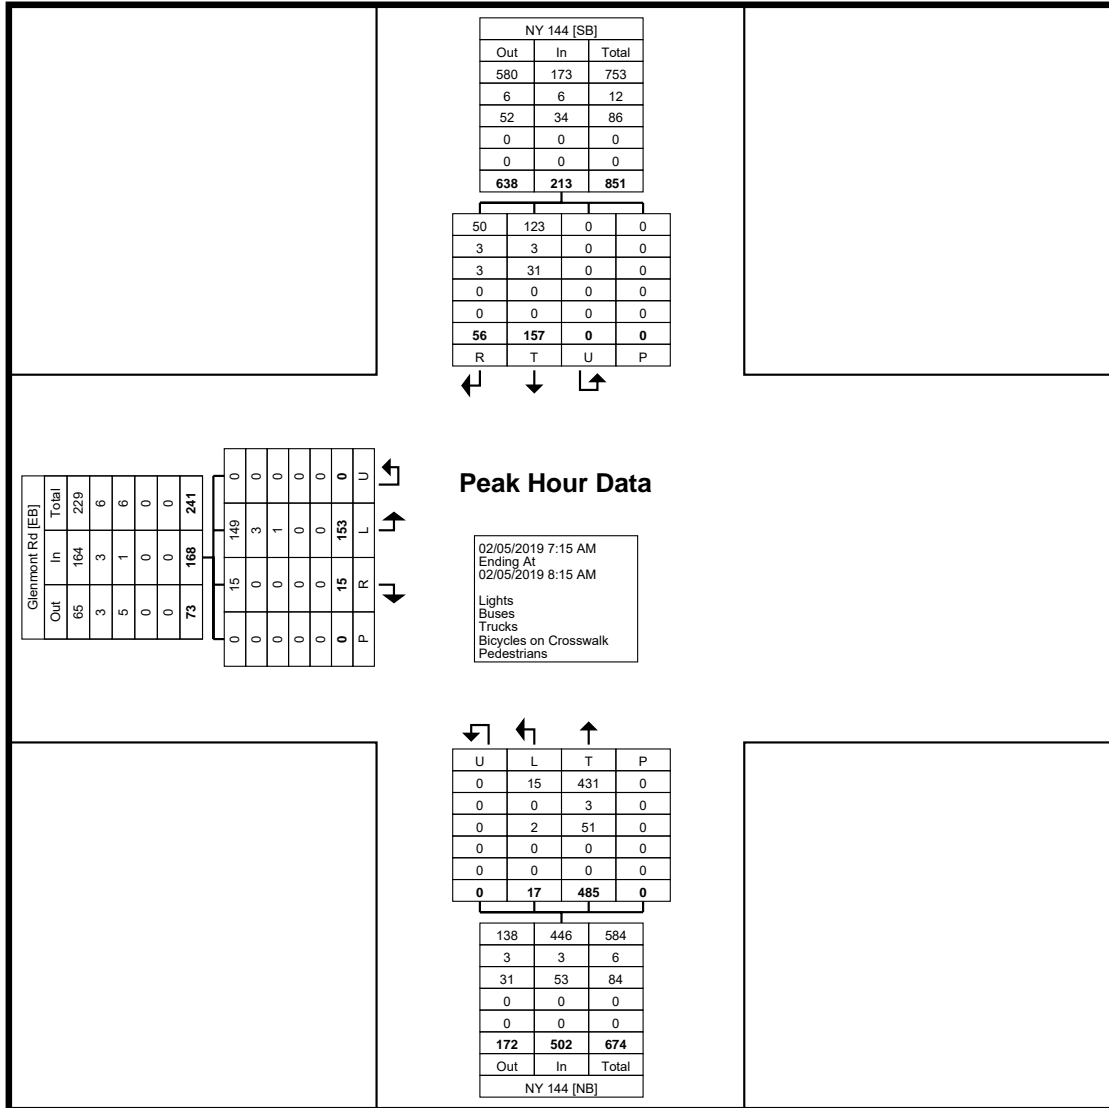 NY 144 [SB]
Out In Total
580 173 753
6 6 12
52 34 86
0 0 0
0 0 0
638 213 851
50 123 0 0
3 3 0 0
3 31 0 0
0 0 0 0
0 0 0 0
56 157 0 0
R T U P
Glenmont Rd [EB]
Out In Total
65 164 229
3 3 6
5 1 6
0 0 0
0 0 0
73 168 241
0 15 149 0
0 0 3 0
0 0 1 0
0 0 0 0
0 0 0 0
0 15 153 0
P R L U
Peak Hour Data
02/05/2019 7:15 AM
Ending At
02/05/2019 8:15 AM
Lights
Buses
Trucks
Bicycles on Crosswalk
Pedestrians
U L T P
0 15 431 0
0 0 3 0
0 2 51 0
0 0 0 0
0 0 0 0
0 17 485 0
138 446 584
3 3 6
31 53 84
0 0 0
0 0 0
172 502 674
Out In Total
NY 144 [NB]